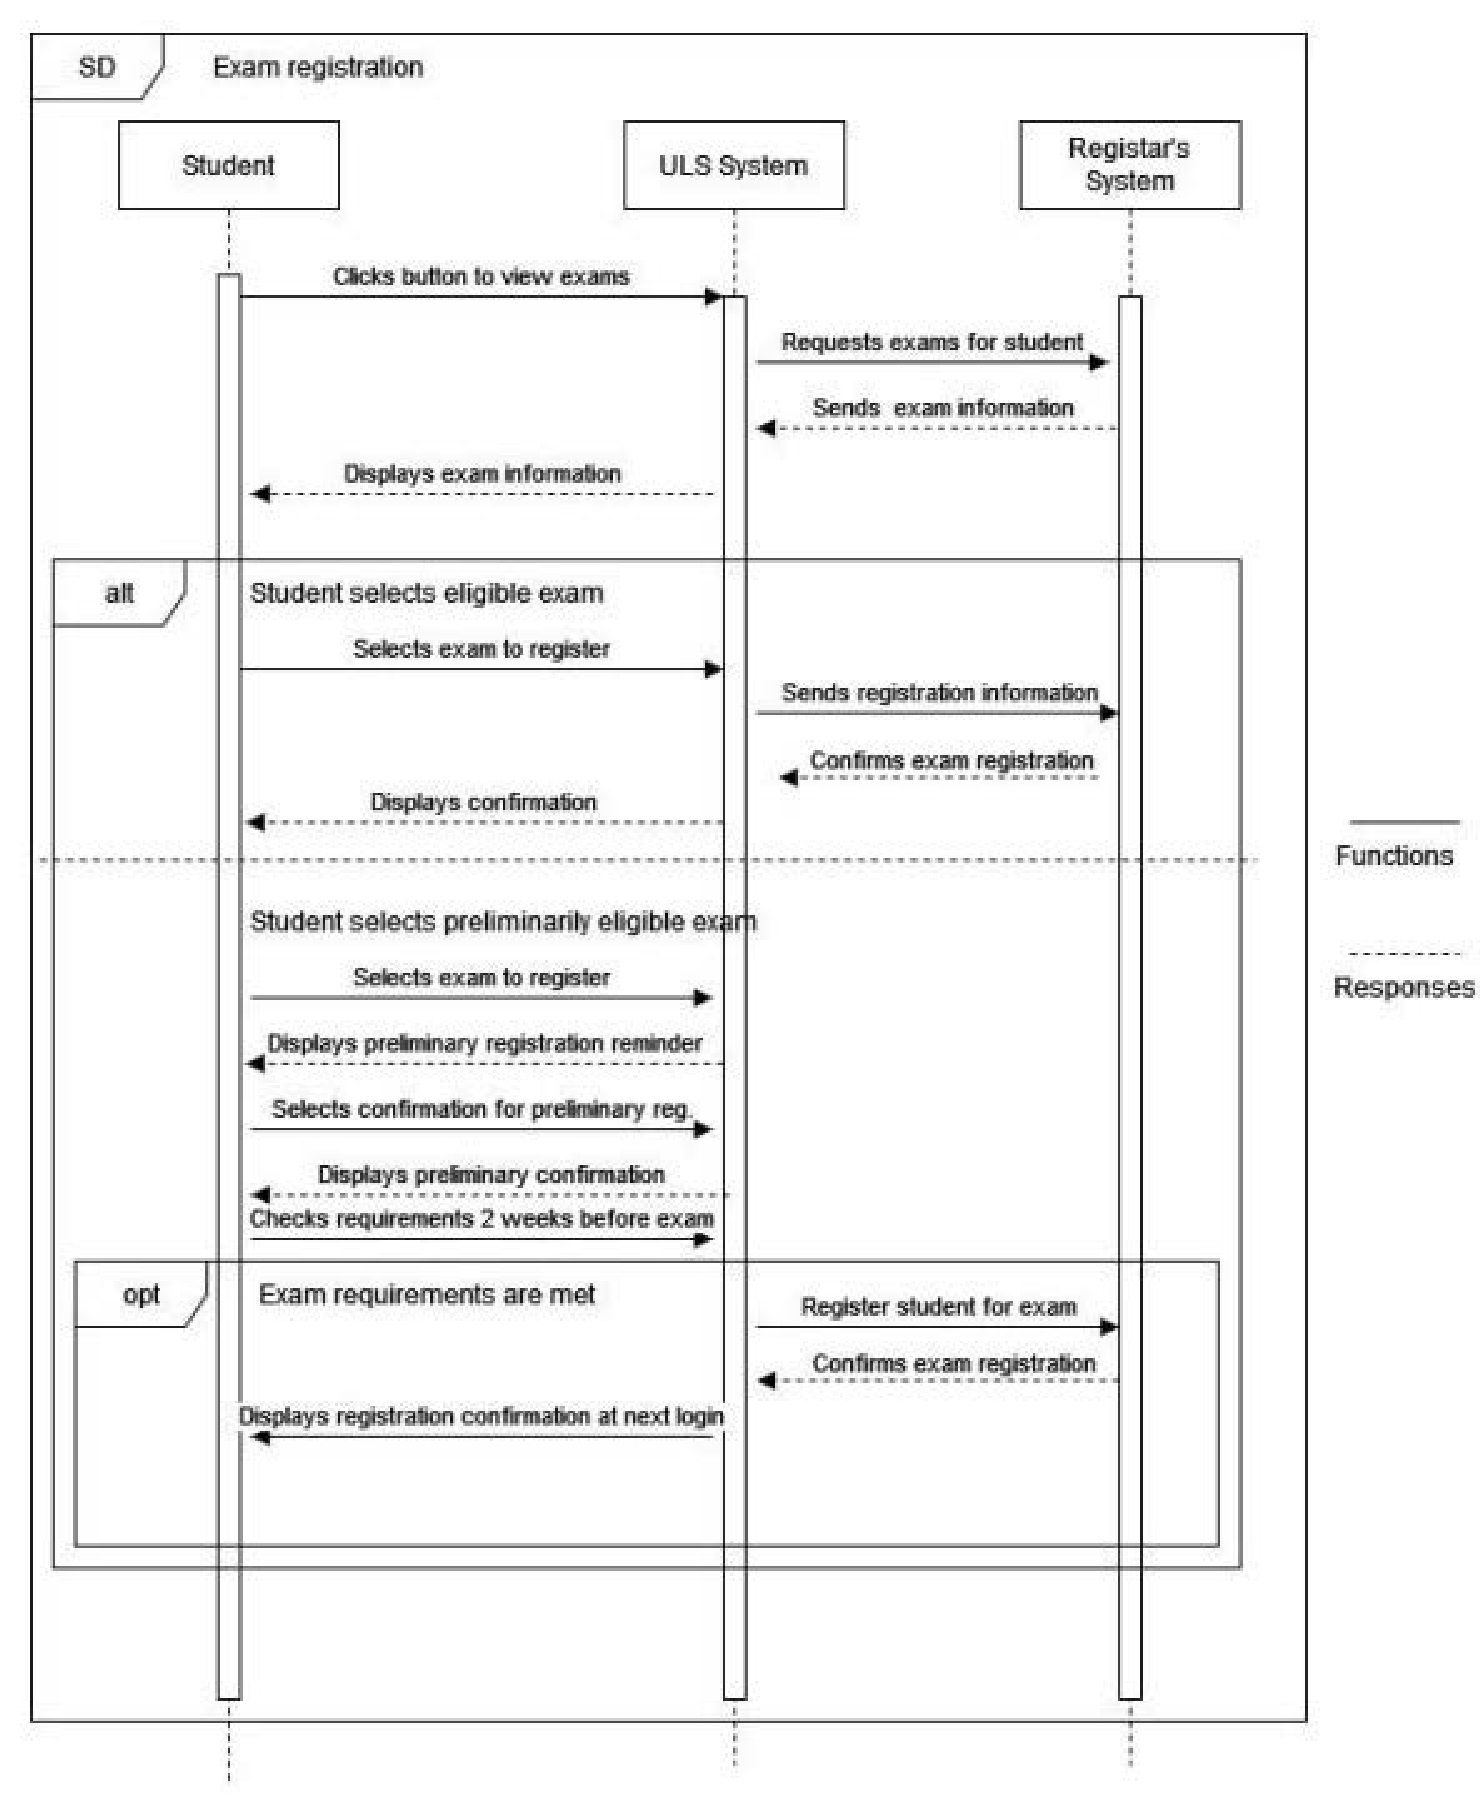 SD
Exam registration
Student
ULS System
Registar's
System
Clicks button to view exams
Requests exams for student
Sends exam information
Displays exam information
alt
Student selects eligible exam
Selects exam to register
Sends registration information
Confirms exam registration
Displays confirmation
Functions
Student selects preliminarily eligible exam
Selects exam to register
Responses
Displays preliminary registration reminder
Selects confirmation for preliminary reg.
Displays preliminary confirmation
Checks requirements 2 weeks before exam
opt
Exam requirements are met
Register student for exam
Confirms exam registration
Displays registration confirmation at next login